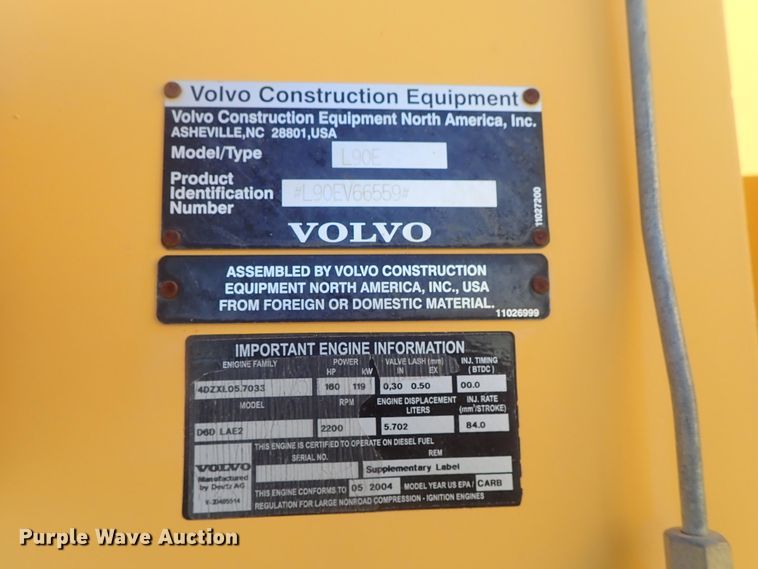 Volvo Construction Equipment
Volvo Construction Equipment North America, Inc.
ASHEVILLE,NC 28801,USA
Model/Type L90E
Product Identification Number #L90EV66559#
VOLVO
11027200
ASSEMBLED BY VOLVO CONSTRUCTION
EQUIPMENT NORTH AMERICA, INC., USA
FROM FOREIGN OR DOMESTIC MATERIAL.
11026999
IMPORTANT ENGINE INFORMATION
ENIGINE FAMILY POWER VALVE LASH (mm) INJ. TIMING
HP kW IN EX (BTDC)
4DZXL05.7033 160 119 0,30 0.50 00.0
MODEL RPM ENGINE DISPLACEMENT LITERS INJ. RATE (mm³/STROKE)
D6D LAE2 2200 5.702 84.0
THIS ENGINE IS CERTIFIED TO OPERATE ON DIESEL FUEL
SERIAL NO. REM
Supplementary Label
VOLVO
Manufactured
by Deutz AG
V-20405514
THIS ENGINE CONFORMS TO 05 2004 MODEL YEAR US EPA / CARB
REGULATION FOR LARGE NONROAD COMPRESSION - IGNITION ENGINES
Purple Wave Auction